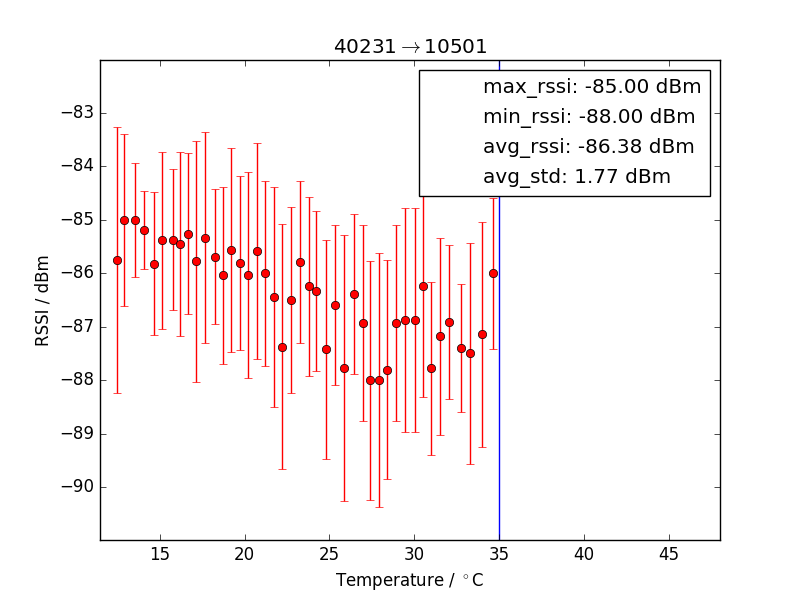 40231→10501
max_rssi: -85.00 dBm
min_rssi: -88.00 dBm
avg_rssi: -86.38 dBm
avg_std: 1.77 dBm
RSSI / dBm
−83
−84
−85
−86
−87
−88
−89
−90
15 20 25 30 35 40 45
Temperature / °C